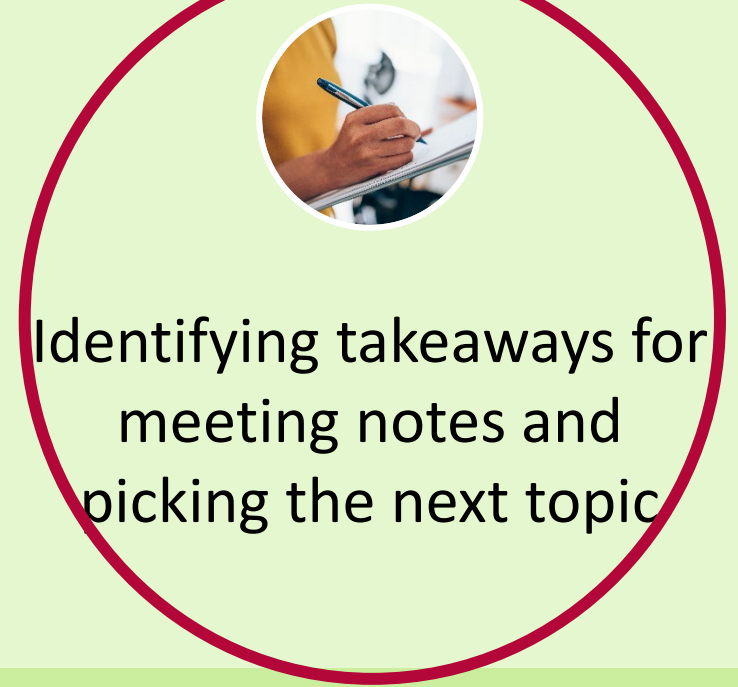 Identifying takeaways for
meeting notes and
picking the next topic